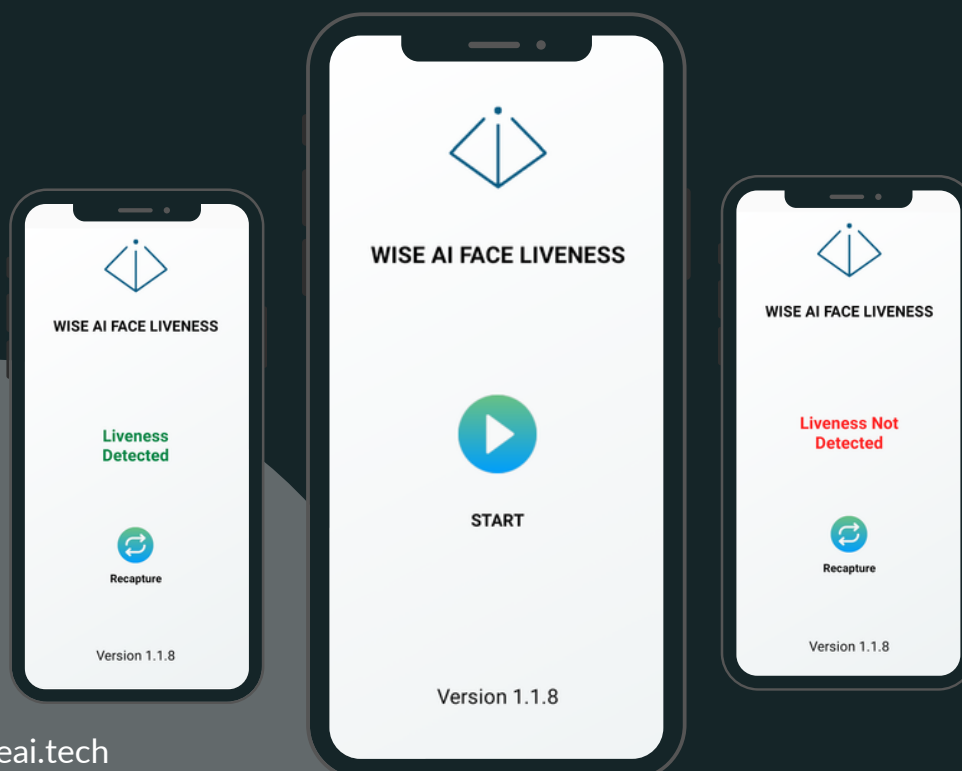 WISE AI FACE LIVENESS
Liveness
Detected
Recapture
Version 1.1.8
WISE AI FACE LIVENESS
START
Version 1.1.8
WISE AI FACE LIVENESS
Liveness Not
Detected
Recapture
Version 1.1.8
eai.tech